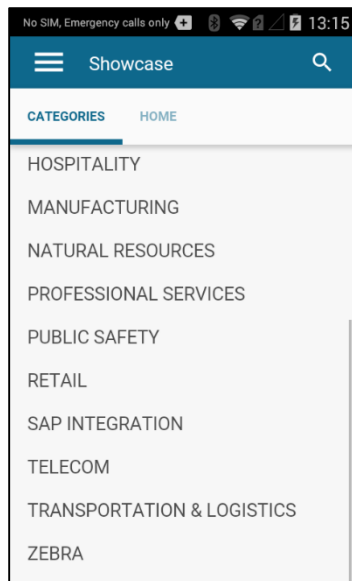 No SIM, Emergency calls only 13:15
Showcase
CATEGORIES HOME
HOSPITALITY
MANUFACTURING
NATURAL RESOURCES
PROFESSIONAL SERVICES
PUBLIC SAFETY
RETAIL
SAP INTEGRATION
TELECOM
TRANSPORTATION & LOGISTICS
ZEBRA